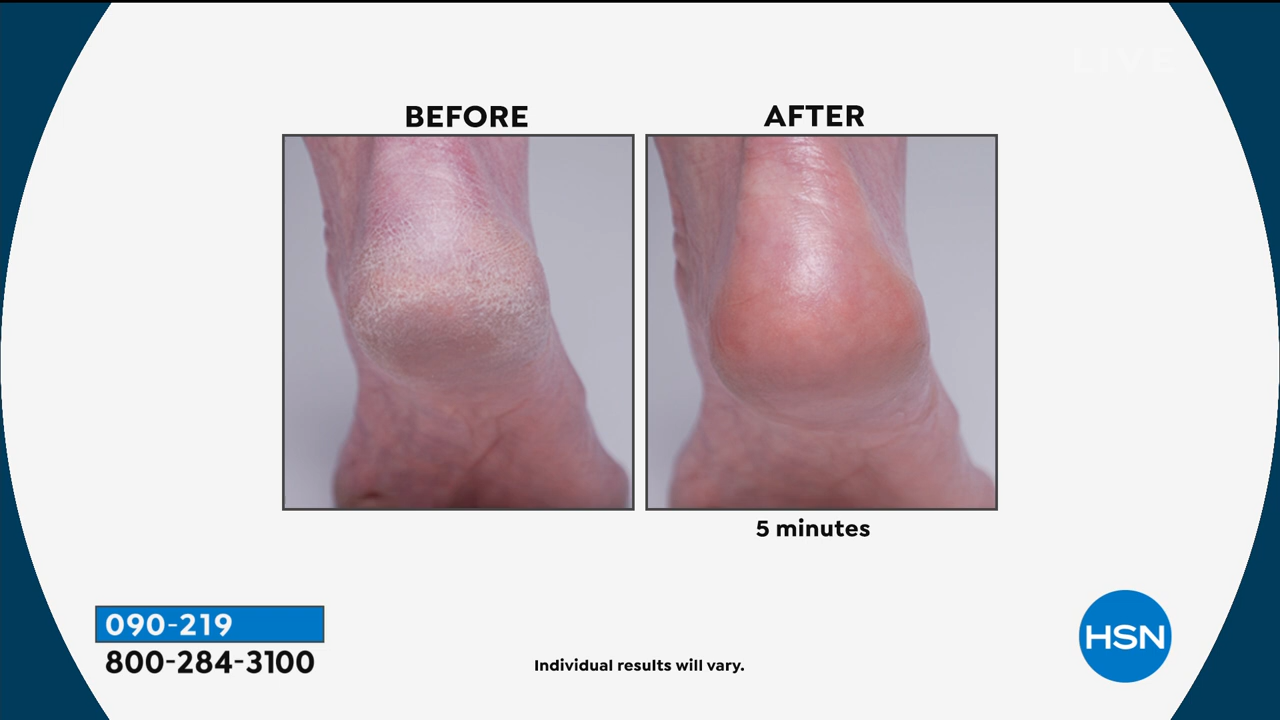 LIVE
BEFORE
AFTER
5 minutes
090-219
800-284-3100
Individual results will vary.
HSN